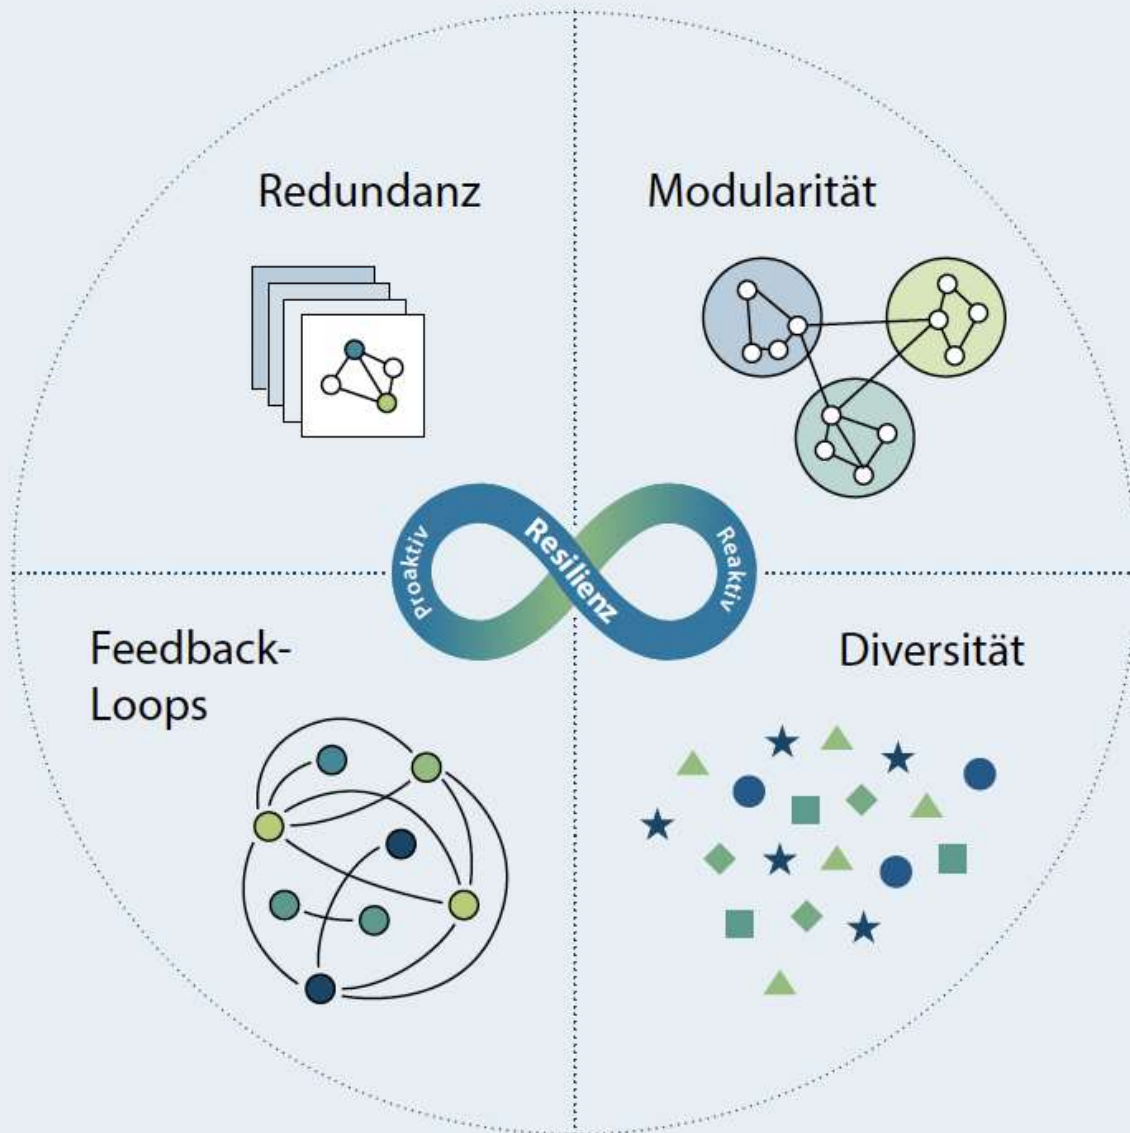 Redundanz
Modularität
Proaktiv
Resilienz
Reaktiv
Feedback-
Loops
Diversität